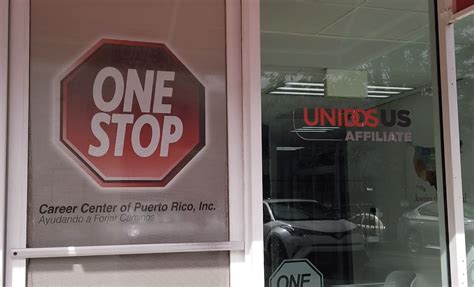 ONE
STOP
Career Center of Puerto Rico, Inc.
Ayudando a Forjar Caminos
UNIDOSUS
AFFILIATE
ONE